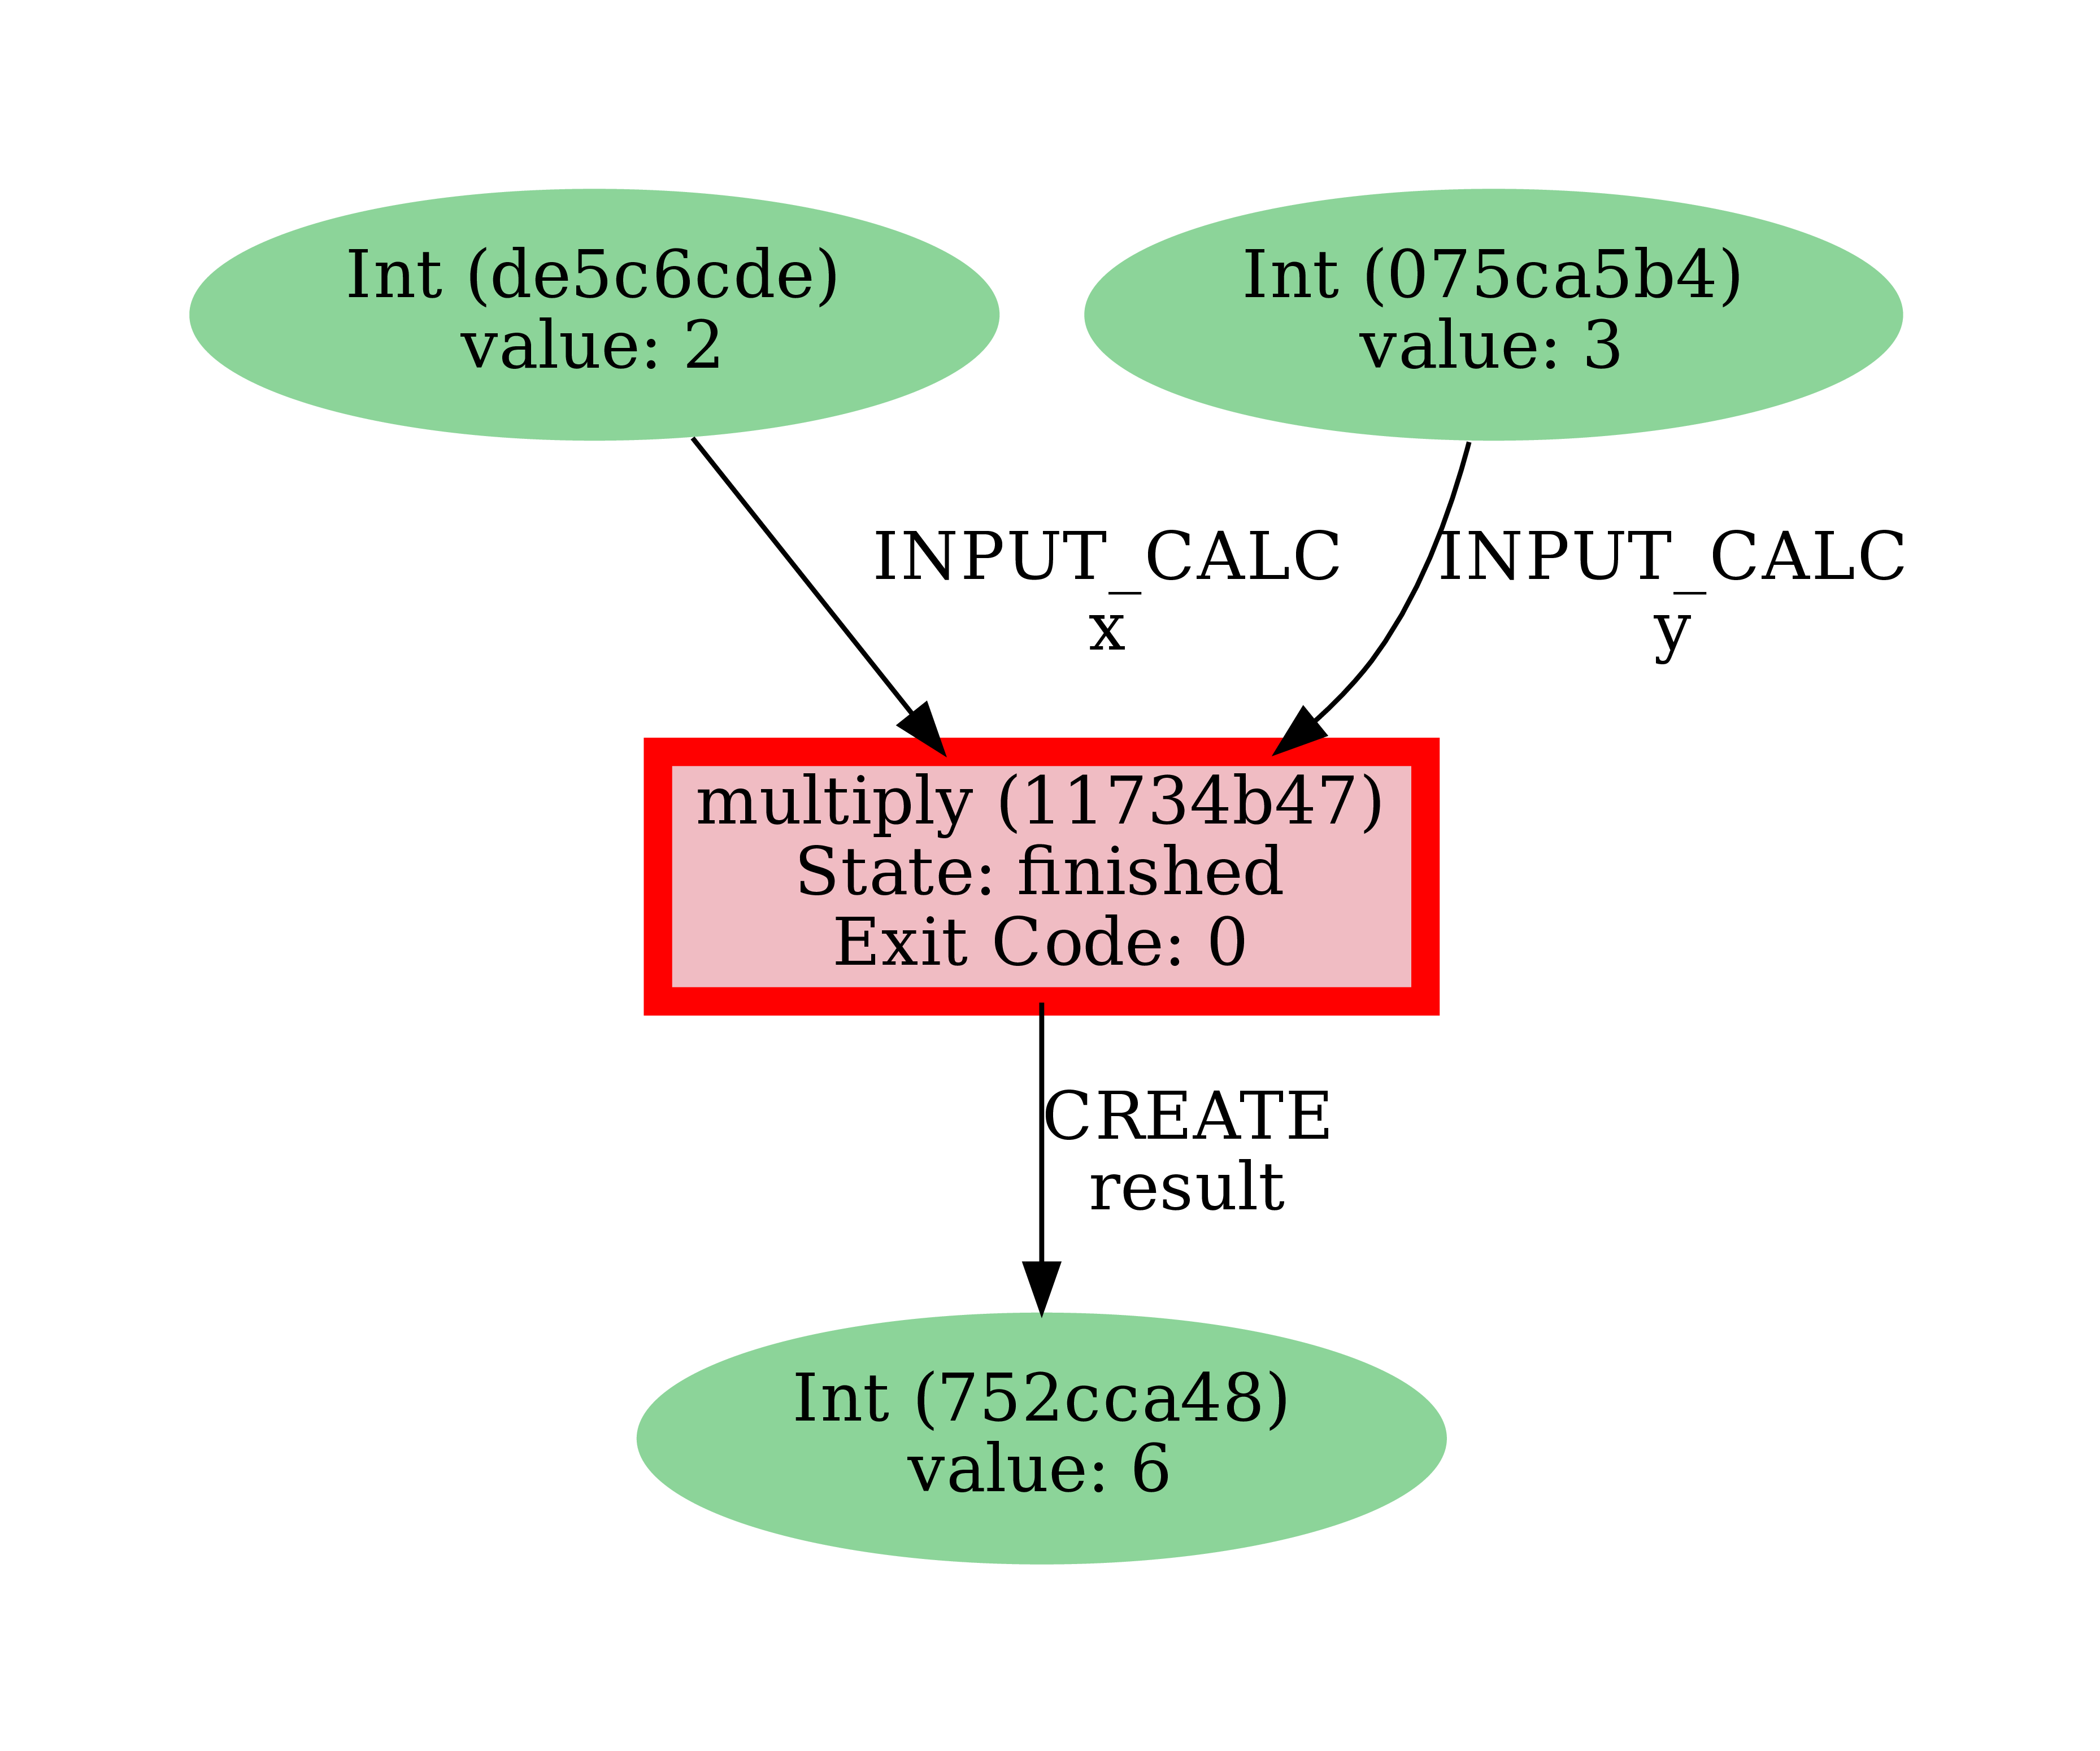 Int (de5c6cde)
value: 2
Int (075ca5b4)
value: 3
INPUT_CALC
x
INPUT_CALC
y
multiply (11734b47)
State: finished
Exit Code: 0
CREATE
result
Int (752cca48)
value: 6